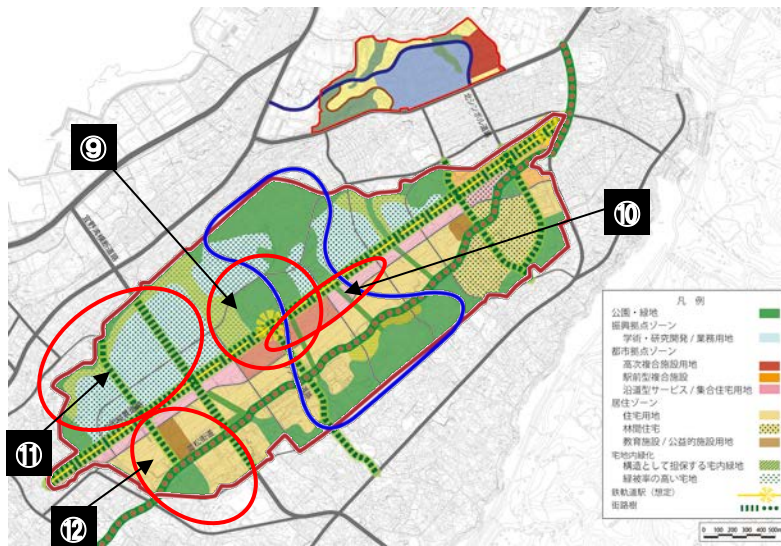 ⑨
⑩
⑪
⑫
凡 例
公園・緑地
振興拠点ゾーン
学術・研究開発 / 業務用地
都市拠点ゾーン
高次複合施設用地
駅前型複合施設
沿道型サービス / 集合住宅用地
居住ゾーン
住宅用地
林間住宅
教育施設 / 公益的施設用地
宅地内緑化
構造として担保する宅内緑地
緑被率の高い宅地
鉄軌道駅（想定）
街路樹
0 100 200 300 400 500m